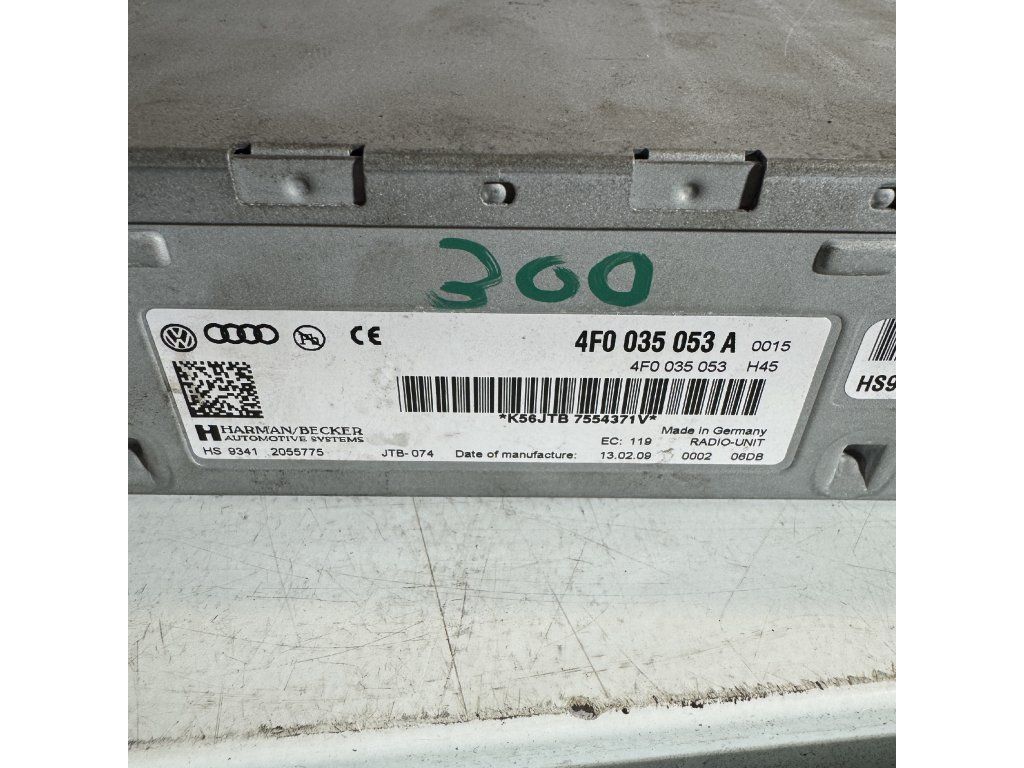 300
4F0 035 053 A 0015
4F0 035 053 H45
*K56JTB 7554371V*
HARMAN/BECKER
AUTOMOTIVE SYSTEMS
Made in Germany
EC: 119 RADIO-UNIT
HS 9341 2055775 JTB-074 Date of manufacture: 13.02.09 0002 06DB
HS9